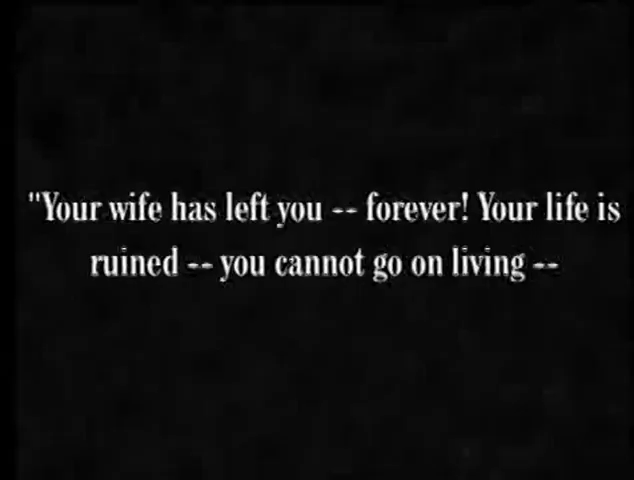 "Your wife has left you -- forever! Your life is
ruined -- you cannot go on living --